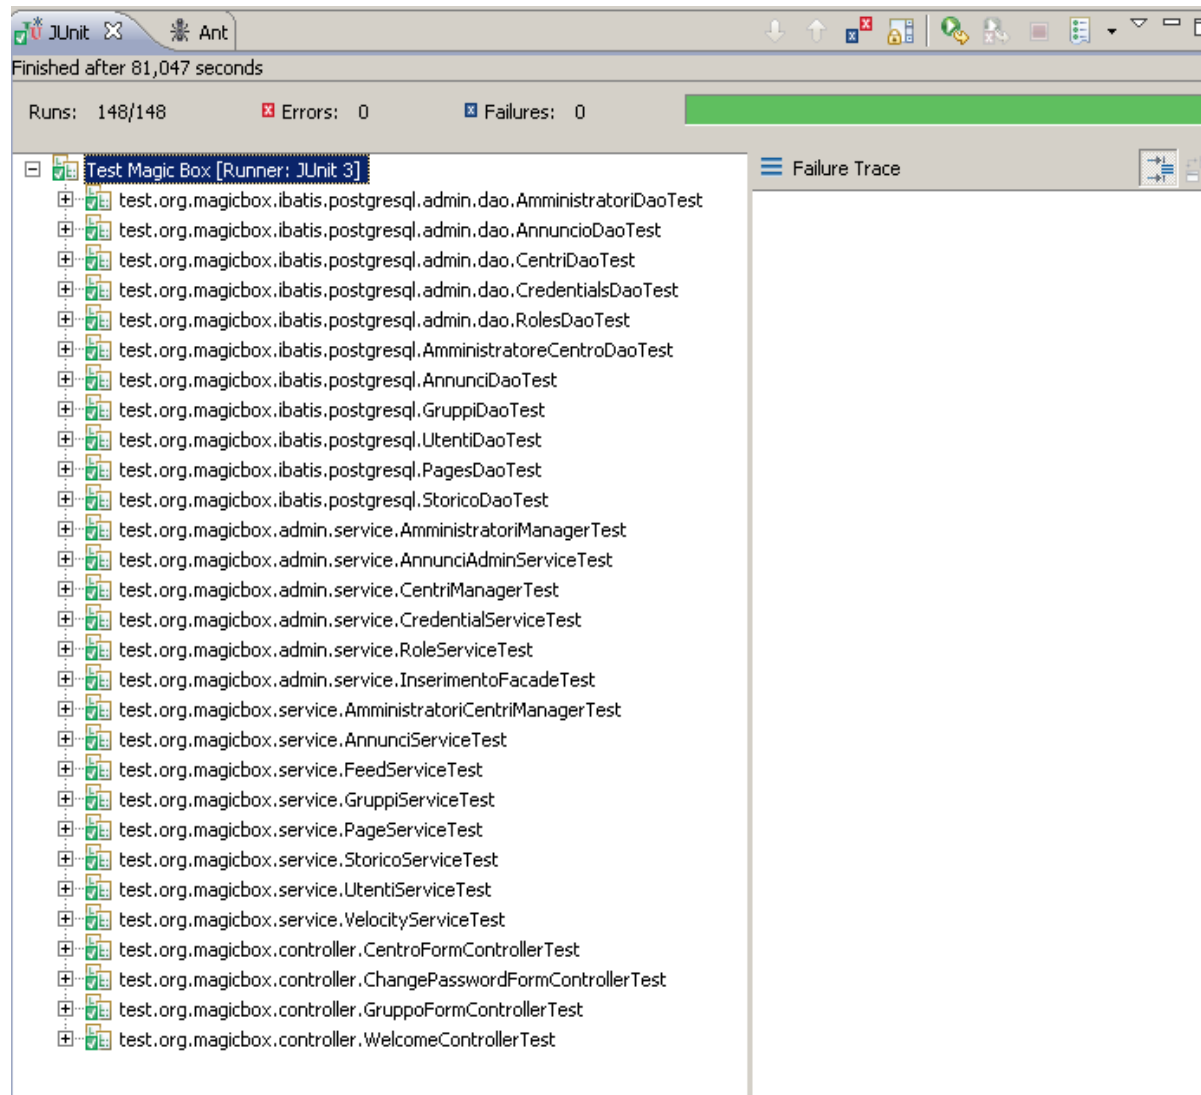 JUnit Ant
Finished after 81,047 seconds
Runs: 148/148 Errors: 0 Failures: 0
Test Magic Box [Runner: JUnit 3] Failure Trace
test.org.magicbox.ibatis.postgresql.admin.dao.AmministratoriDaoTest
test.org.magicbox.ibatis.postgresql.admin.dao.AnnuncioDaoTest
test.org.magicbox.ibatis.postgresql.admin.dao.CentriDaoTest
test.org.magicbox.ibatis.postgresql.admin.dao.CredentialsDaoTest
test.org.magicbox.ibatis.postgresql.admin.dao.RolesDaoTest
test.org.magicbox.ibatis.postgresql.AmministratoreCentroDaoTest
test.org.magicbox.ibatis.postgresql.AnnunciDaoTest
test.org.magicbox.ibatis.postgresql.GruppiDaoTest
test.org.magicbox.ibatis.postgresql.UtentiDaoTest
test.org.magicbox.ibatis.postgresql.PagesDaoTest
test.org.magicbox.ibatis.postgresql.StoricoDaoTest
test.org.magicbox.admin.service.AmministratoriManagerTest
test.org.magicbox.admin.service.AnnunciAdminServiceTest
test.org.magicbox.admin.service.CentriManagerTest
test.org.magicbox.admin.service.CredentialServiceTest
test.org.magicbox.admin.service.RoleServiceTest
test.org.magicbox.admin.service.InserimentoFacadeTest
test.org.magicbox.service.AmministratoriCentriManagerTest
test.org.magicbox.service.AnnunciServiceTest
test.org.magicbox.service.FeedServiceTest
test.org.magicbox.service.GruppiServiceTest
test.org.magicbox.service.PageServiceTest
test.org.magicbox.service.StoricoServiceTest
test.org.magicbox.service.UtentiServiceTest
test.org.magicbox.service.VelocityServiceTest
test.org.magicbox.controller.CentroFormControllerTest
test.org.magicbox.controller.ChangePasswordFormControllerTest
test.org.magicbox.controller.GruppoFormControllerTest
test.org.magicbox.controller.WelcomeControllerTest